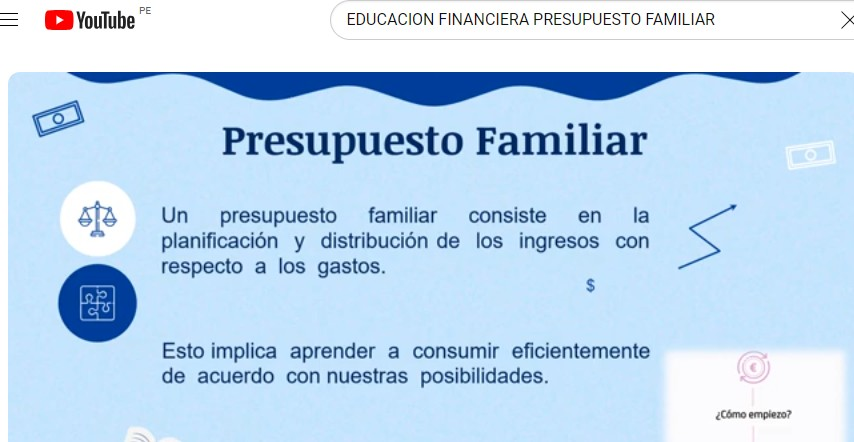 YouTube PE
EDUCACION FINANCIERA PRESUPUESTO FAMILIAR
Presupuesto Familiar
Un presupuesto familiar consiste en la
planificación y distribución de los ingresos con
respecto a los gastos.
$
Esto implica aprender a consumir eficientemente
de acuerdo con nuestras posibilidades.
€
¿Cómo empiezo?